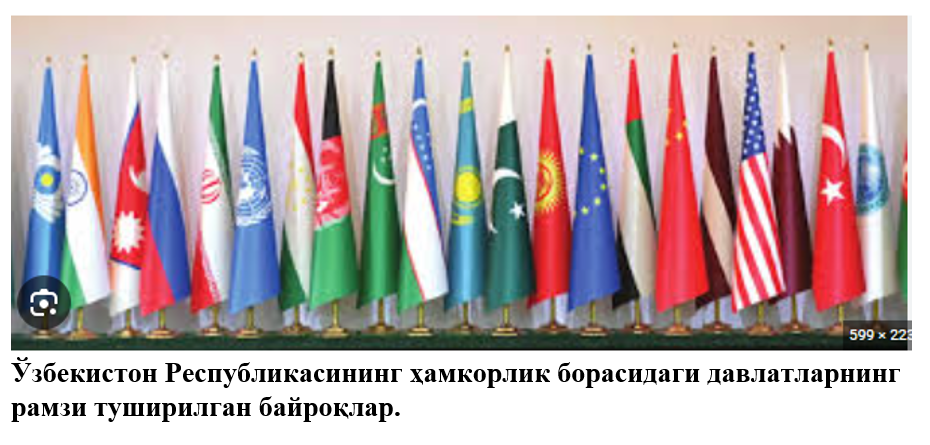 599 × 223
Ўзбекистон Республикасининг ҳамкорлик борасидаги давлатларнинг
рамзи туширилган байроқлар.